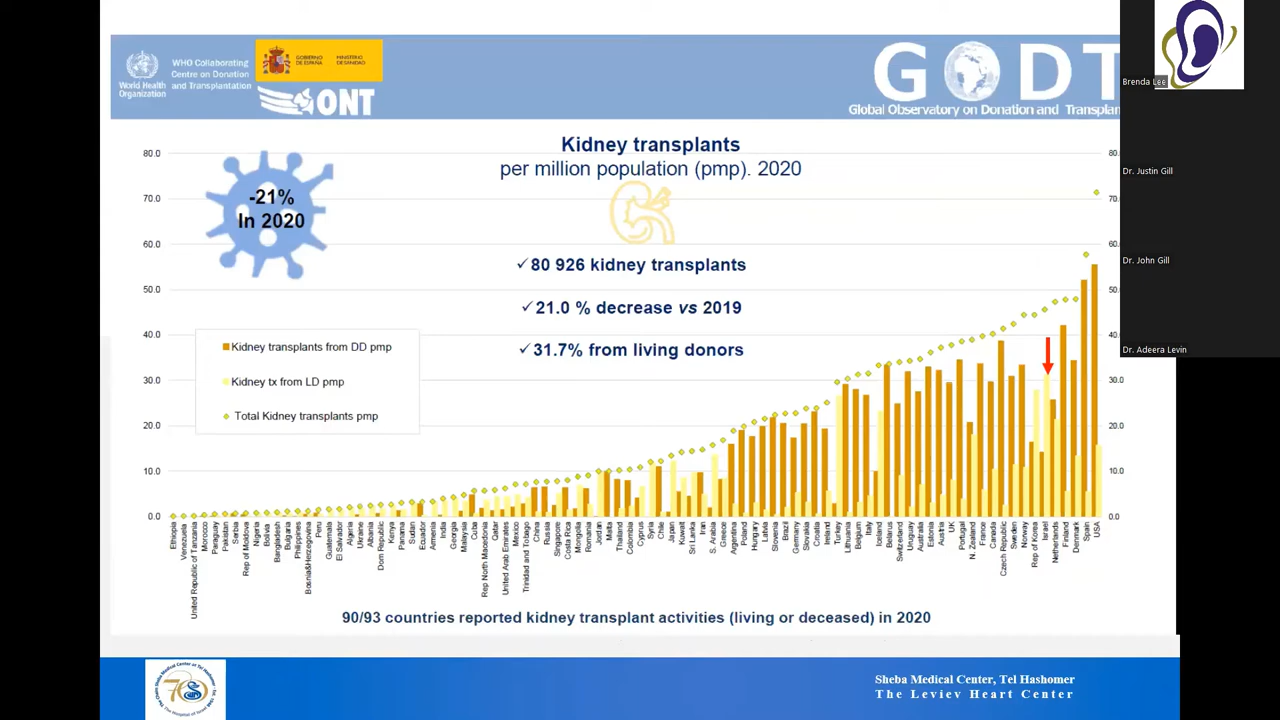 World Health
Organization
WHO Collaborating
Centre on Donation
and Transplantation
GOBIERNO
DE ESPAÑA
MINISTERIO
DE SANIDAD
ONT
GODT
Global Observatory on Donation and Transplan
Brenda Lee
Dr. Justin Gill
Dr. John Gill
Dr. Adeera Levin
Kidney transplants
per million population (pmp). 2020
-21%
In 2020
✓80 926 kidney transplants
✓21.0 % decrease vs 2019
✓31.7% from living donors
Kidney transplants from DD pmp
Kidney tx from LD pmp
Total Kidney transplants pmp
80.0
70.0
60.0
50.0
40.0
30.0
20.0
10.0
0.0
80.
70.
60.
50.
40.
30.0
20.0
10.0
0.0
Ethiopia
Venezuela
United Republic of Tanzania
Morocco
Paraguay
Pakistan
Serbia
Rep of Moldova
Nigeria
Bolivia
Bangladesh
Bulgaria
Philippines
Bosnia&Herzegovina
Peru
Guatemala
El Salvador
Algeria
Albania
Don Republic
Kenya
Panama
Sudan
Ecuador
Armenia
India
Georgia
Malaysia
Cuba
Rep North Macedonia
Qatar
United Arab Emirates
Mexico
Trinidad and Tobago
China
Russia
Singapore
Costa Rica
Mongolia
Romania
Jordan
Malta
Thailand
Colombia
Cyprus
Syria
Chile
Japan
Kuwait
Sri Lanka
Iran
S. Arabia
Greece
Argentina
Poland
Hungary
Latvia
Slovenia
Brazil
Germany
Slovakia
Croatia
Ireland
Turkey
Lithuania
Belgium
Italy
Iceland
Belarus
Switzerland
Uruguay
Australia
Estonia
Austria
UK
Portugal
N. Zealand
France
Canada
Czech Republic
Sweden
Norway
Rep of Korea
Israel
Netherlands
Finland
Denmark
Spain
USA
90/93 countries reported kidney transplant activities (living or deceased) in 2020
Sheba Medical Center, Tel Hashomer
The Leviev Heart Center